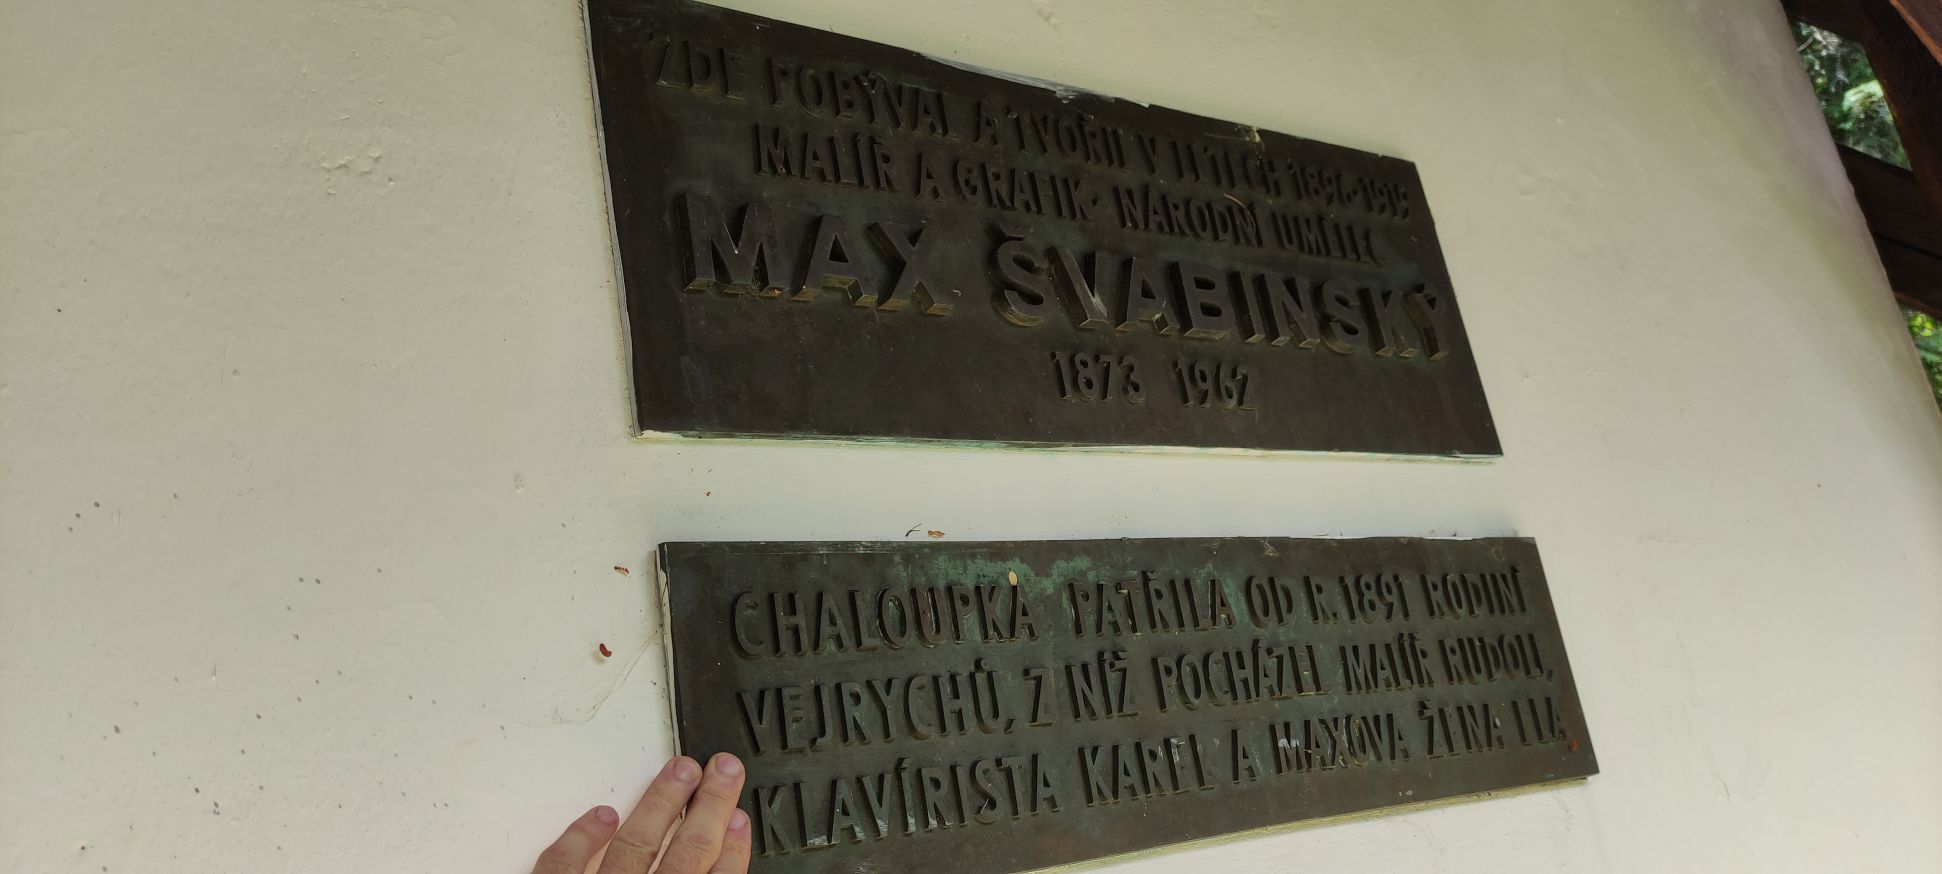 ZDE POBÝVAL A TVOŘIL V LETECH 1896-1919
MALÍŘ A GRAFIK · NÁRODNÍ UMĚLEC
MAX ŠVABINSKÝ
1873 1962
CHALOUPKA PATŘILA OD R. 1891 RODINĚ
VEJRYCHŮ, Z NÍŽ POCHÁZEL MALÍŘ RUDOLF,
KLAVÍRISTA KAREL A MAXOVA ŽENA ELA